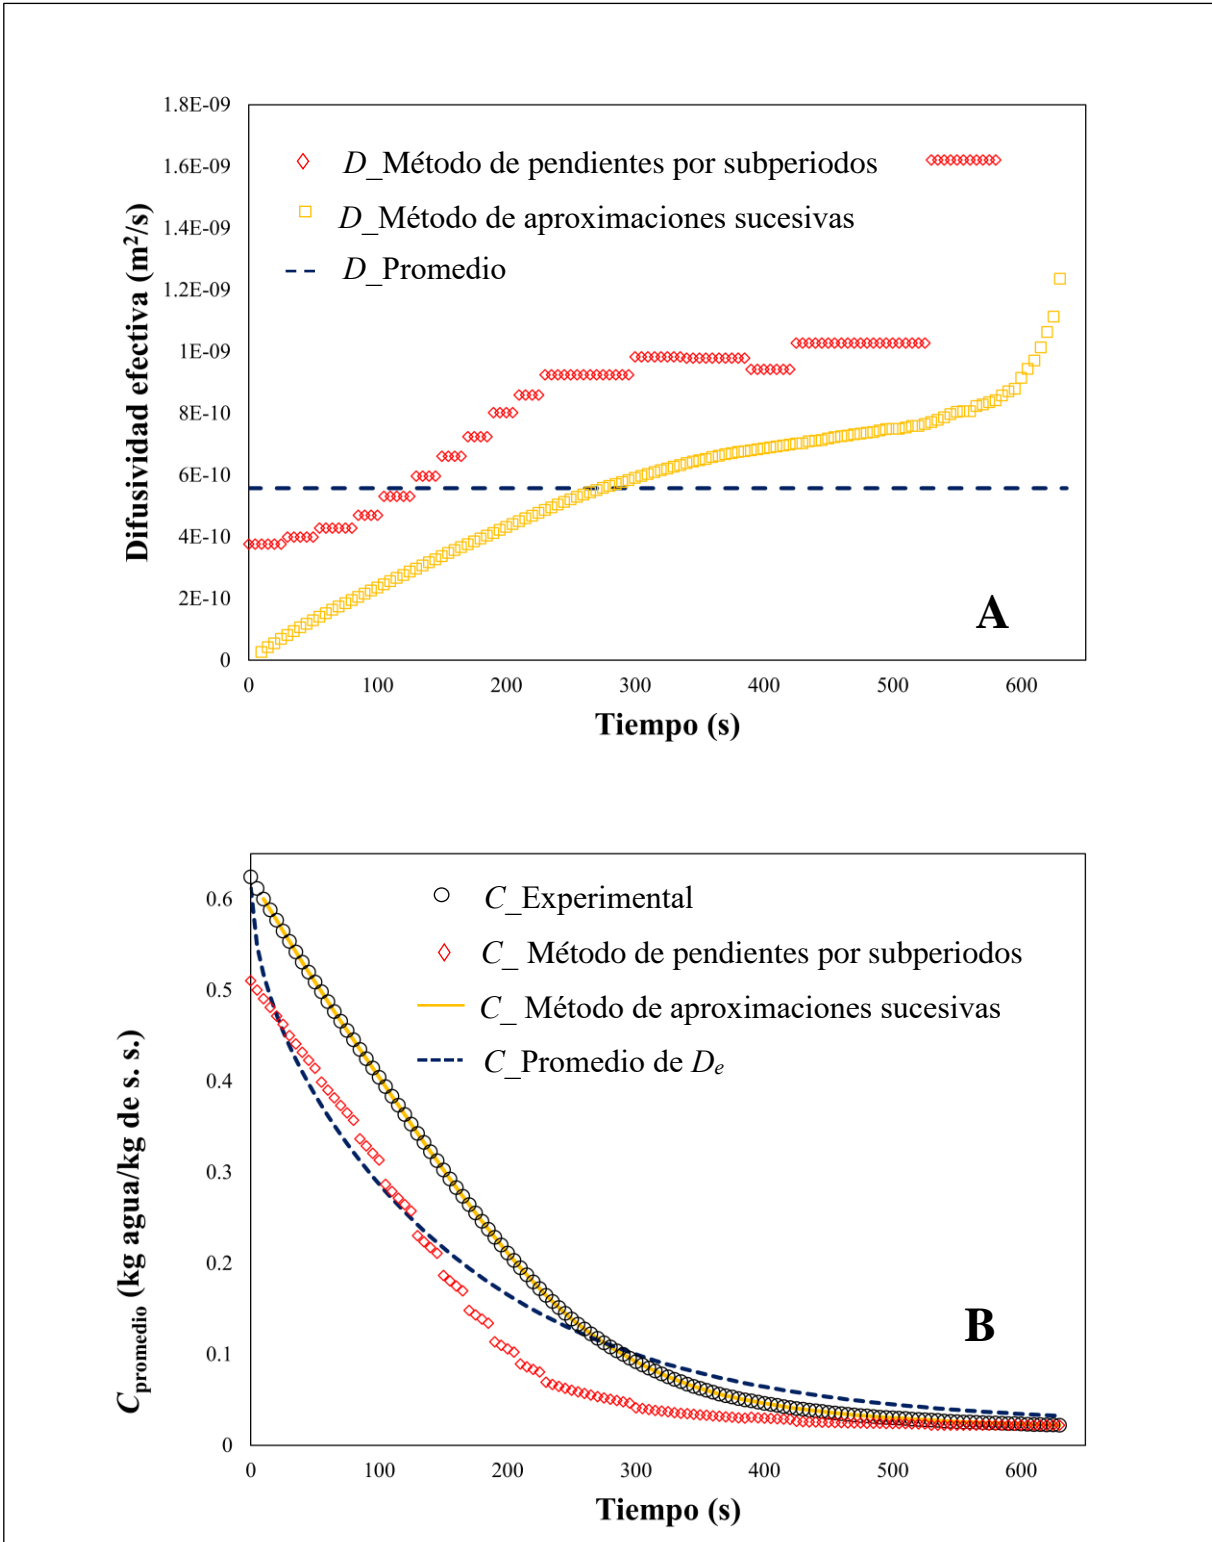 1.8E-09
1.6E-09
1.4E-09
1.2E-09
1E-09
8E-10
6E-10
4E-10
2E-10
0
Difusividad efectiva (m²/s)
D_Método de pendientes por subperiodos
D_Método de aproximaciones sucesivas
D_Promedio
A
0 100 200 300 400 500 600
Tiempo (s)
0.6
0.5
0.4
0.3
0.2
0.1
0
Cpromedio (kg agua/kg de s. s.)
C_Experimental
C_ Método de pendientes por subperiodos
C_ Método de aproximaciones sucesivas
C_Promedio de De
B
0 100 200 300 400 500 600
Tiempo (s)